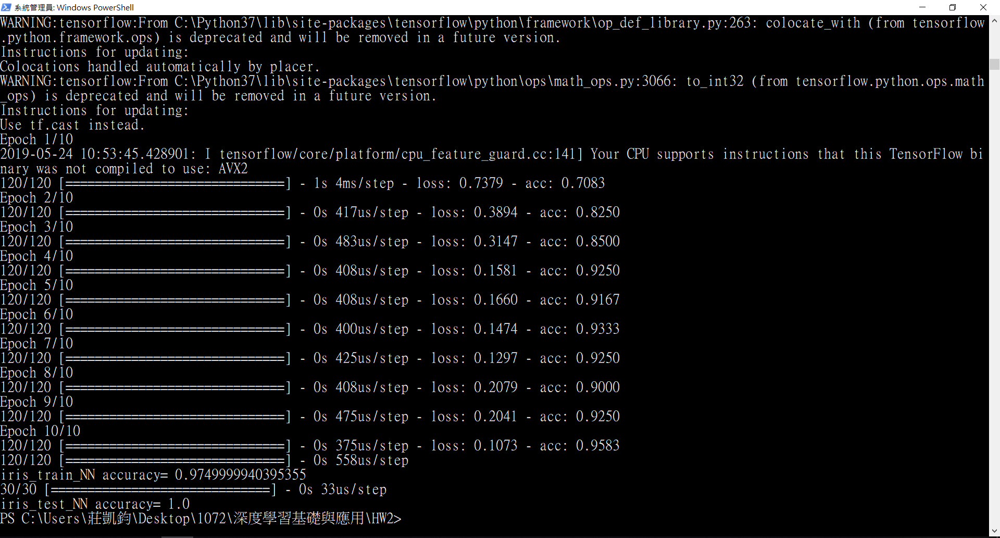 系統管理員: Windows PowerShell
WARNING:tensorflow:From C:\Python37\lib\site-packages\tensorflow\python\framework\op_def_library.py:263: colocate_with (from tensorflow
.python.framework.ops) is deprecated and will be removed in a future version.
Instructions for updating:
Colocations handled automatically by placer.
WARNING:tensorflow:From C:\Python37\lib\site-packages\tensorflow\python\ops\math_ops.py:3066: to_int32 (from tensorflow.python.ops.math
_ops) is deprecated and will be removed in a future version.
Instructions for updating:
Use tf.cast instead.
Epoch 1/10
2019-05-24 10:53:45.428901: I tensorflow/core/platform/cpu_feature_guard.cc:141] Your CPU supports instructions that this TensorFlow bi
nary was not compiled to use: AVX2
120/120 [==============================] - 1s 4ms/step - loss: 0.7379 - acc: 0.7083
Epoch 2/10
120/120 [==============================] - 0s 417us/step - loss: 0.3894 - acc: 0.8250
Epoch 3/10
120/120 [==============================] - 0s 483us/step - loss: 0.3147 - acc: 0.8500
Epoch 4/10
120/120 [==============================] - 0s 408us/step - loss: 0.1581 - acc: 0.9250
Epoch 5/10
120/120 [==============================] - 0s 408us/step - loss: 0.1660 - acc: 0.9167
Epoch 6/10
120/120 [==============================] - 0s 400us/step - loss: 0.1474 - acc: 0.9333
Epoch 7/10
120/120 [==============================] - 0s 425us/step - loss: 0.1297 - acc: 0.9250
Epoch 8/10
120/120 [==============================] - 0s 408us/step - loss: 0.2079 - acc: 0.9000
Epoch 9/10
120/120 [==============================] - 0s 475us/step - loss: 0.2041 - acc: 0.9250
Epoch 10/10
120/120 [==============================] - 0s 375us/step - loss: 0.1073 - acc: 0.9583
120/120 [==============================] - 0s 558us/step
iris_train_NN accuracy= 0.9749999940395355
30/30 [==============================] - 0s 33us/step
iris_test_NN accuracy= 1.0
PS C:\Users\莊凱鈞\Desktop\1072\深度學習基礎與應用\HW2>